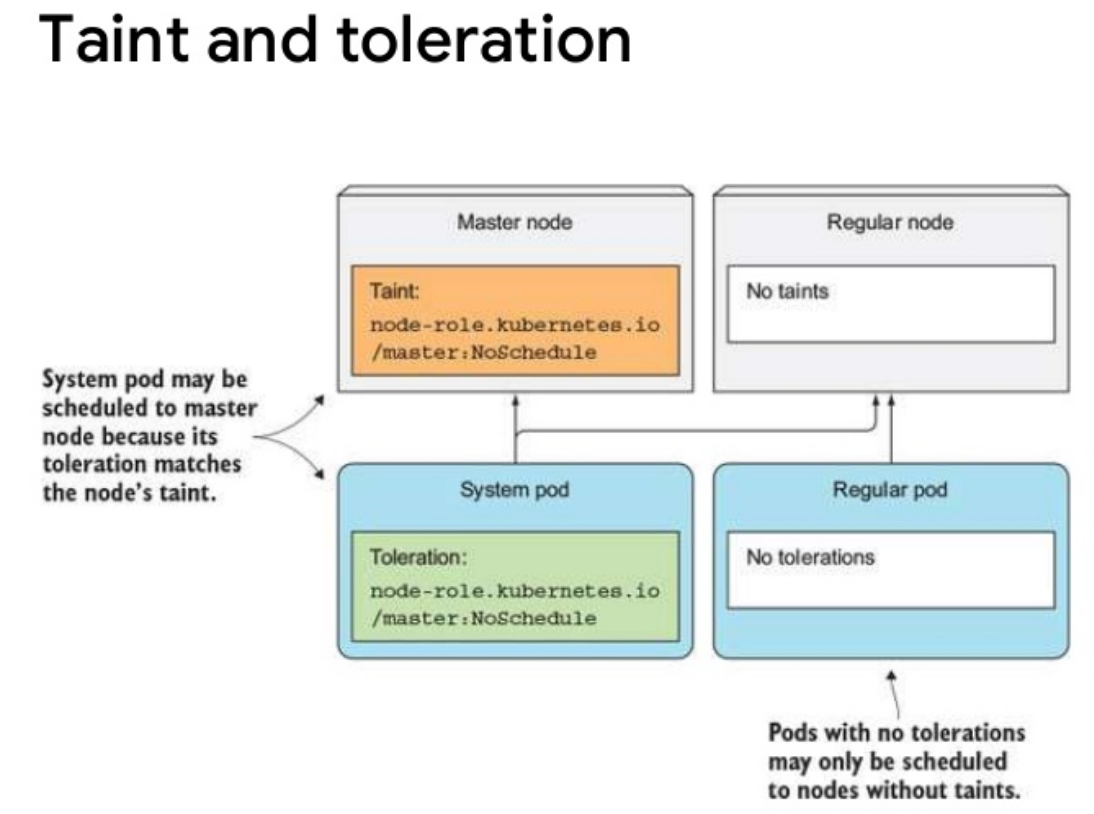 Taint and toleration
Master node
Taint:
node-role.kubernetes.io
/master:NoSchedule
Regular node
No taints
System pod may be
scheduled to master
node because its
toleration matches
the node's taint.
System pod
Toleration:
node-role.kubernetes.io
/master:NoSchedule
Regular pod
No tolerations
Pods with no tolerations
may only be scheduled
to nodes without taints.